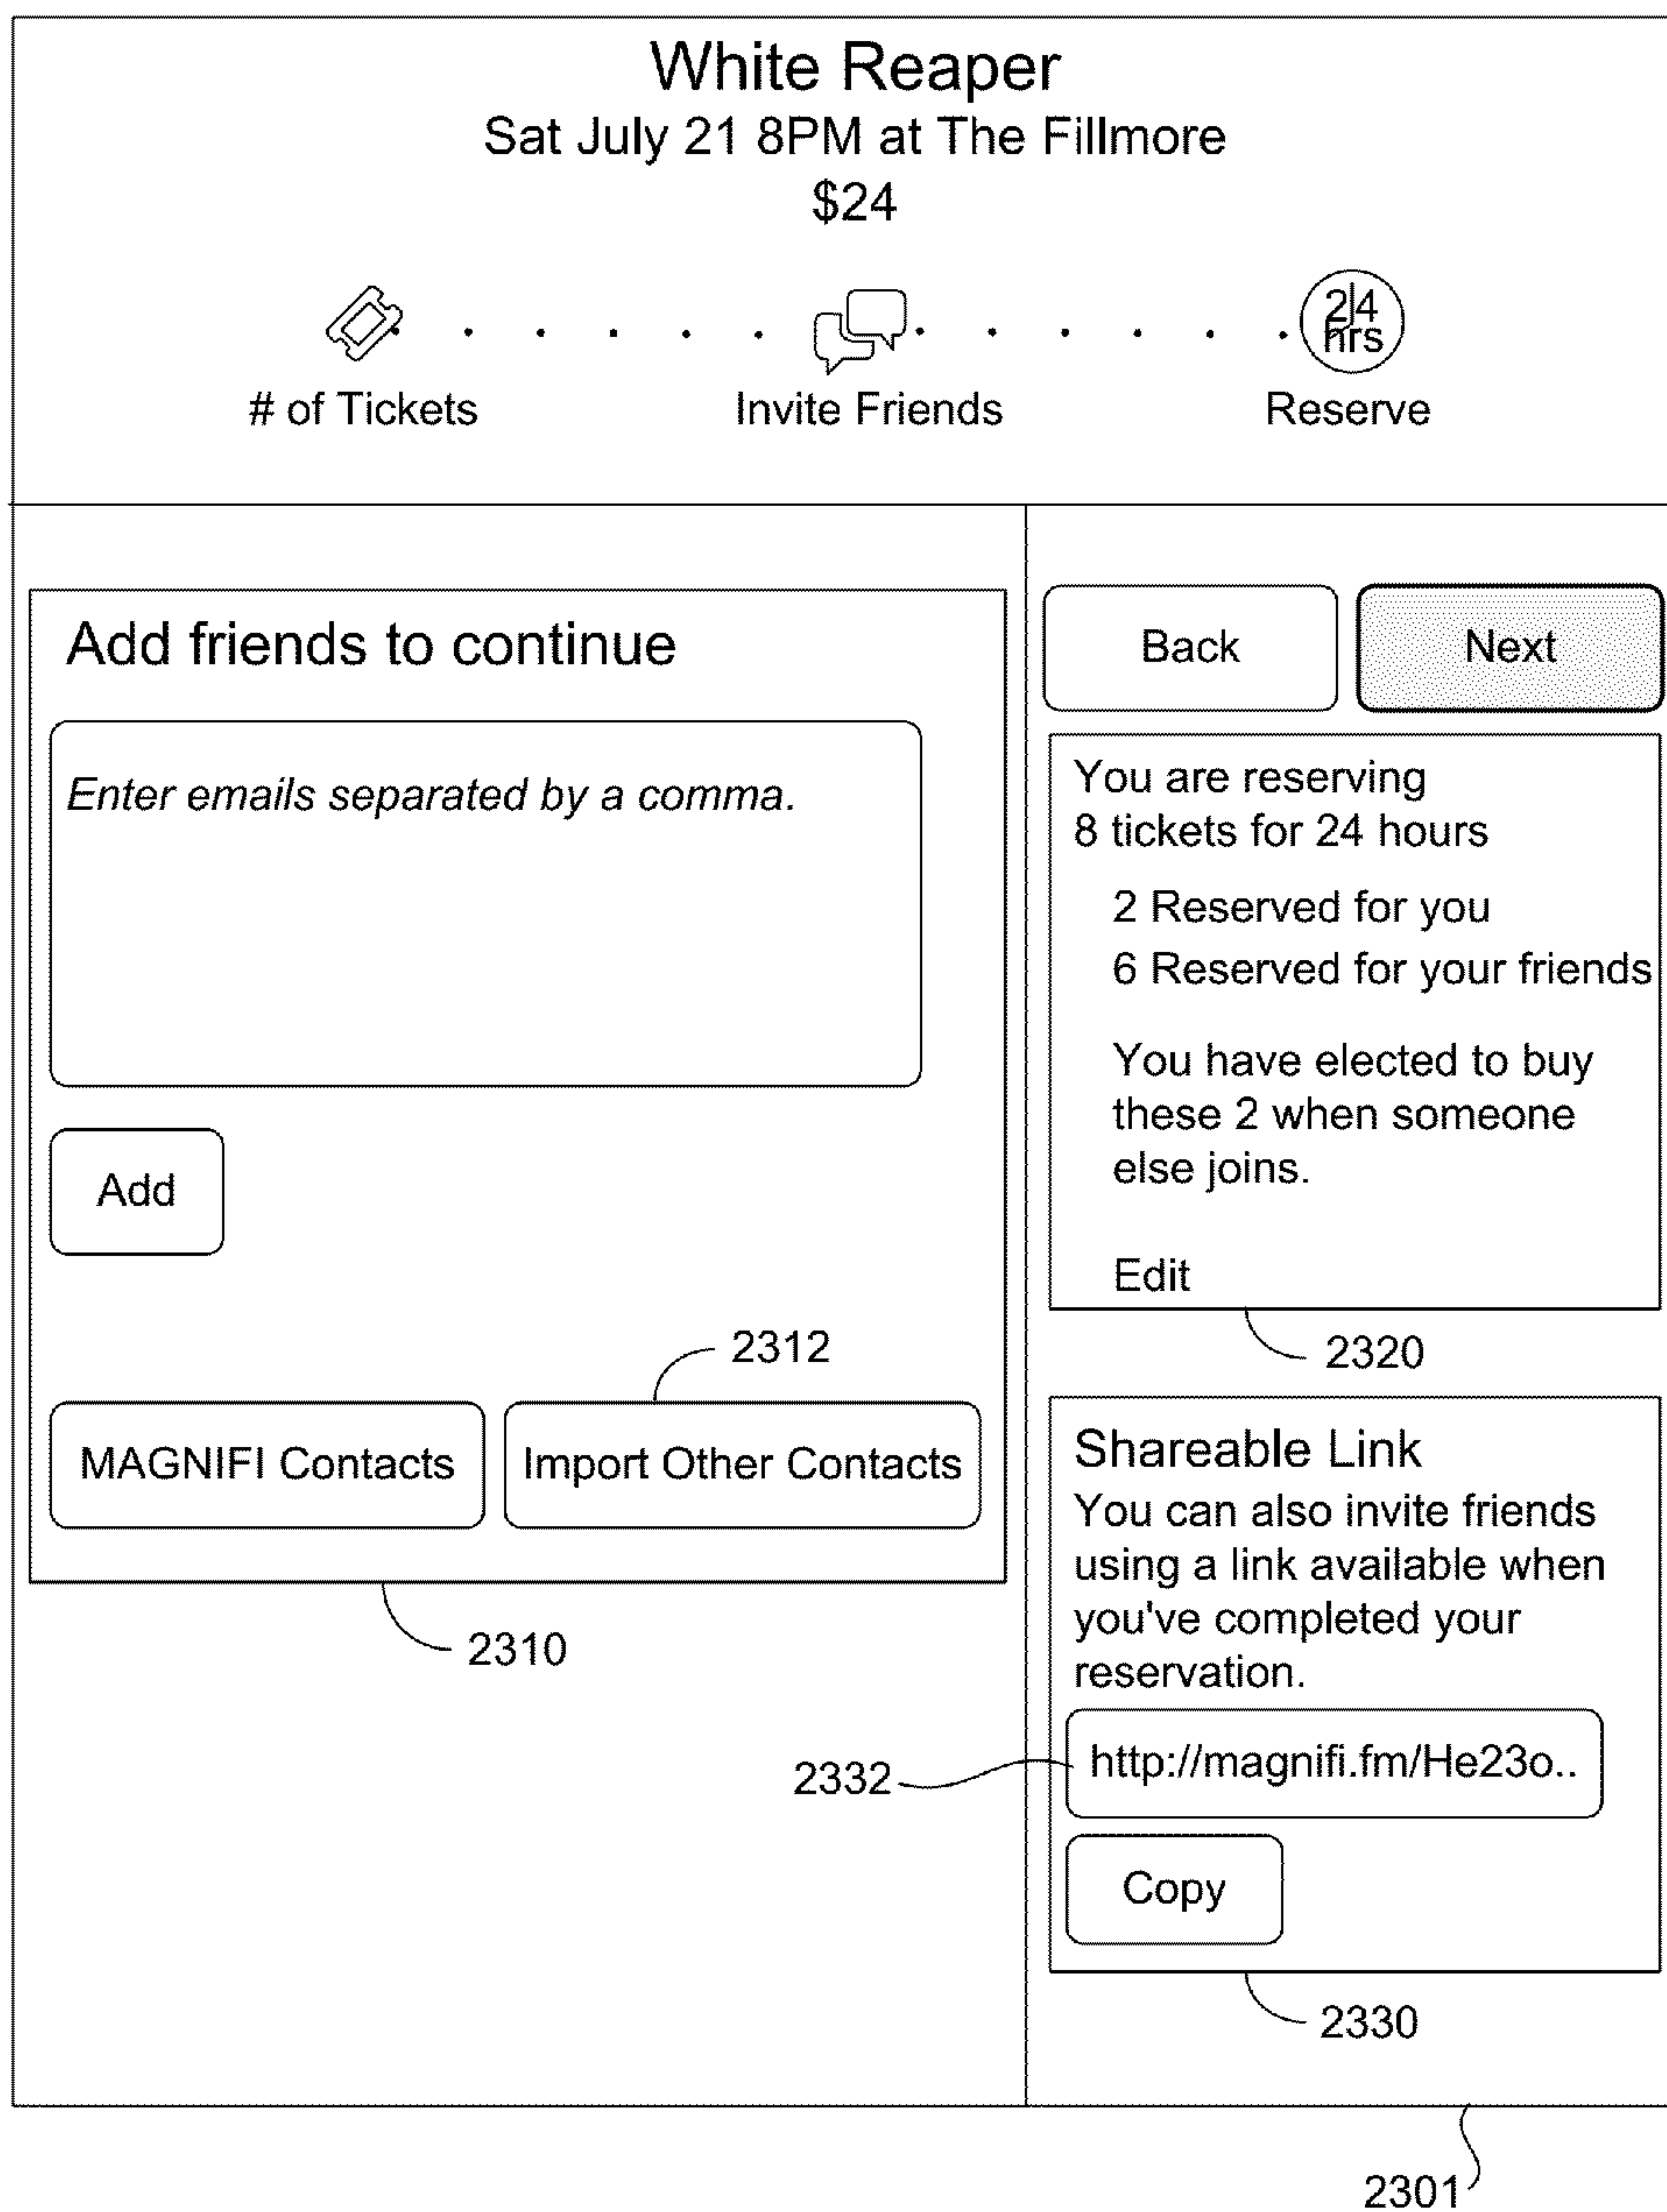 White Reaper
Sat July 21 8PM at The Fillmore
$24
24
hrs
# of Tickets
Invite Friends
Reserve
Add friends to continue
Enter emails separated by a comma.
Add
2312
MAGNIFI Contacts
Import Other Contacts
2310
Back
Next
You are reserving
8 tickets for 24 hours
2 Reserved for you
6 Reserved for your friends
You have elected to buy
these 2 when someone
else joins.
Edit
2320
Shareable Link
You can also invite friends
using a link available when
you've completed your
reservation.
2332
http://magnifi.fm/He23o..
Copy
2330
2301